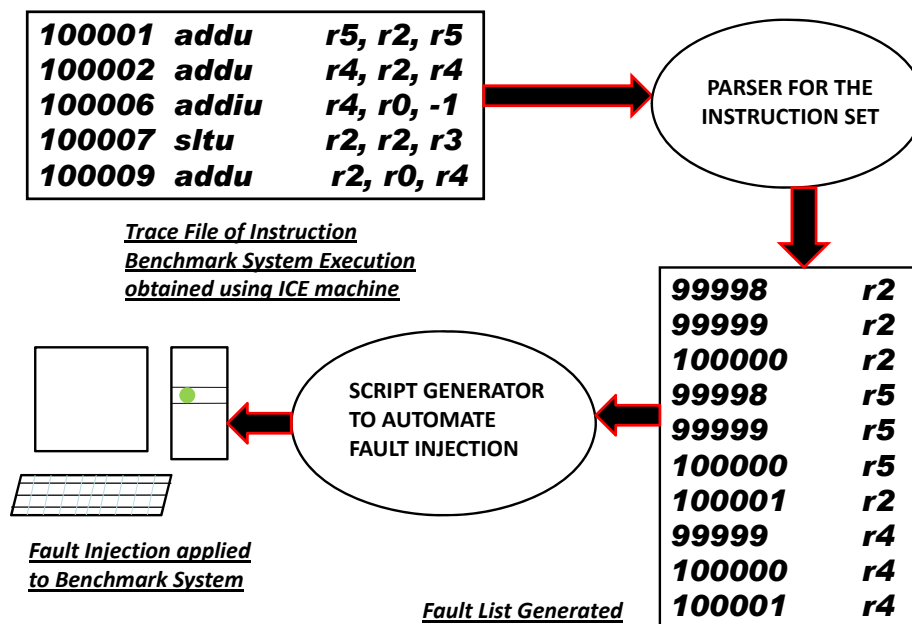 100001 addu r5, r2, r5
100002 addu r4, r2, r4
100006 addiu r4, r0, -1
100007 sltu r2, r2, r3
100009 addu r2, r0, r4
Trace File of Instruction
Benchmark System Execution
obtained using ICE machine
PARSER FOR THE
INSTRUCTION SET
99998 r2
99999 r2
100000 r2
99998 r5
99999 r5
100000 r5
100001 r2
99999 r4
100000 r4
100001 r4
Fault List Generated
SCRIPT GENERATOR
TO AUTOMATE
FAULT INJECTION
Fault Injection applied
to Benchmark System